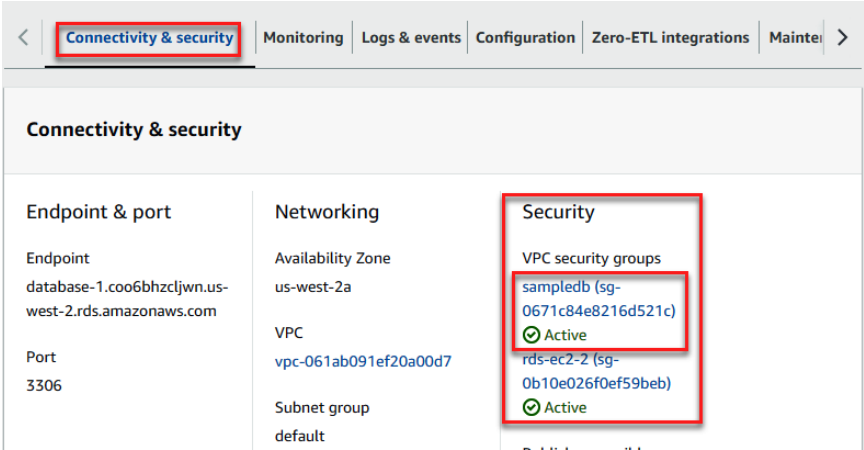 Connectivity & security
Monitoring
Logs & events
Configuration
Zero-ETL integrations
Connectivity & security
Endpoint & port
Endpoint
database-1.coo6bhzcljwn.us-
west-2.rds.amazonaws.com
Port
3306
Networking
Availability Zone
us-west-2a
VPC
vpc-061ab091ef20a00d7
Subnet group
default
Security
VPC security groups
sampledb (sg-
0671c84e8216d521c)
Active
rds-ec2-2 (sg-
0b10e026f0ef59beb)
Active